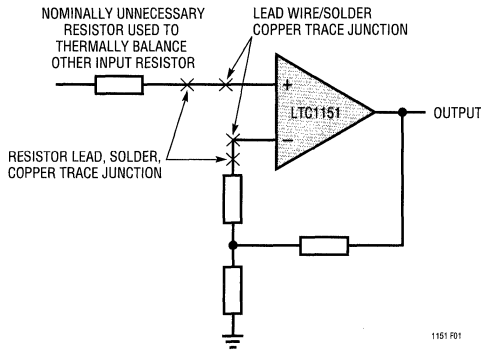 NOMINALLY UNNECESSARY
RESISTOR USED TO
THERMALLY BALANCE
OTHER INPUT RESISTOR
LEAD WIRE/SOLDER
COPPER TRACE JUNCTION
+
LTC1151
−
OUTPUT
RESISTOR LEAD, SOLDER,
COPPER TRACE JUNCTION
1151 F01